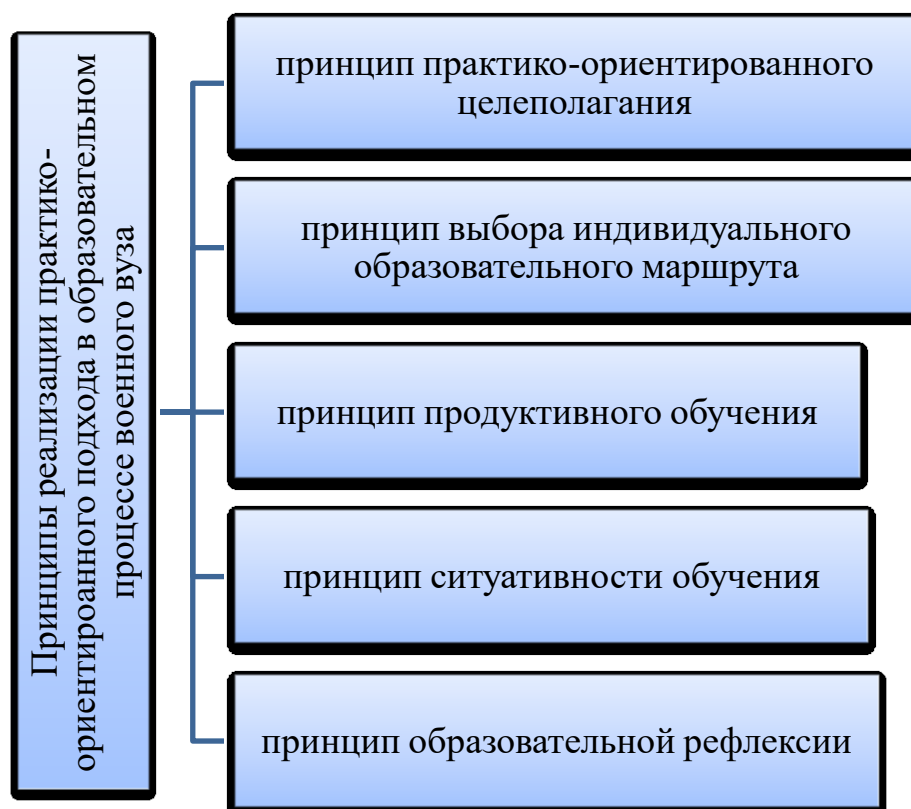 Принципы реализации практико-
ориентироанного подхода в образовательном
процессе военного вуза
принцип практико-ориентированного
целеполагания
принцип выбора индивидуального
образовательного маршрута
принцип продуктивного обучения
принцип ситуативности обучения
принцип образовательной рефлексии